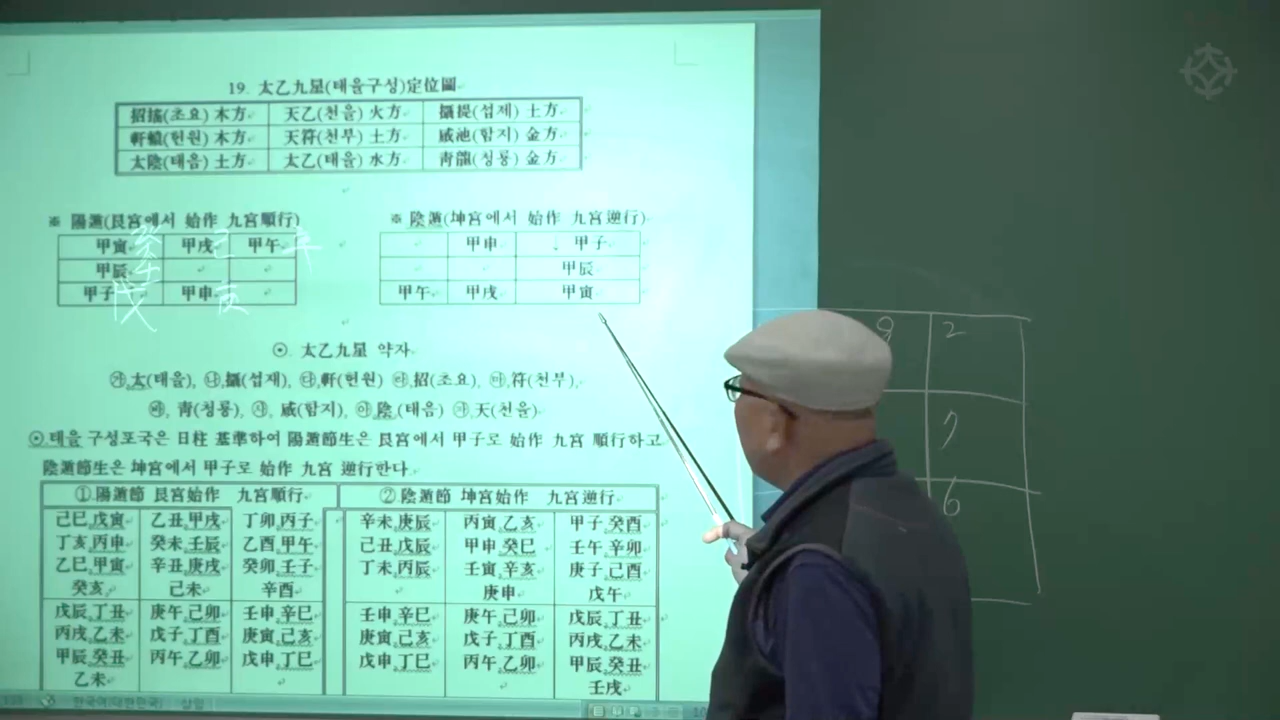 19. 太乙九星(태을구성)定位圖
招搖(초요) 木方 天乙(천을) 火方 攝提(섭제) 土方
軒轅(헌원) 木方 天符(천부) 土方 咸池(함지) 金方
太陰(태음) 土方 太乙(태을) 水方 靑龍(청룡) 金方
※ 陽遁(艮宮에서 始作 九宮順行) ※ 陰遁(坤宮에서 始作 九宮逆行)
甲寅 甲戌 甲午 甲申 甲子
甲辰 甲辰
甲子 甲申 甲午 甲戌 甲寅
⊙. 太乙九星 약자
㉮,太(태을), ㉯,攝(섭제), ㉰,軒(헌원) ㉱,招(초요), ㉳,符(천부),
靑(청룡), ㉴, 咸(함지), ㉵,陰(태음) 天(천을)
⊙.태을 구성포국은 日柱 基準하여 陽遁節生은 艮宮에서 甲子로 始作 九宮 順行하고
陰遁節生은 坤宮에서 甲子로 始作 九宮 逆行한다.
①.陽遁節 艮宮始作 九宮順行 ②.陰遁節 坤宮始作 九宮逆行
己巳,戊寅 乙丑,甲戌 丁卯,丙子 辛未,庚辰 丙寅,乙亥 甲子,癸酉
丁亥,丙申 癸未,壬辰 乙酉,甲午 己丑,戊辰 甲申,癸巳 壬午,辛卯
乙巳,甲寅 辛丑,庚戌 癸卯,壬子 丁未,丙辰 壬寅,辛亥 庚子,己酉
癸亥 己未 辛酉 庚申 戊午
戊辰,丁丑 庚午,己卯 壬申,辛巳 壬申,辛巳 庚午,己卯 戊辰,丁丑
丙戌,乙未 戊子,丁酉 庚寅,己亥 庚寅,己亥 戊子,丁酉 丙戌,乙未
甲辰,癸丑 丙午,乙卯 戊申,丁巳 戊申,丁巳 丙午,乙卯 甲辰,癸丑
乙未 壬戌
한국어(대한민국) 삽입
2
7
6